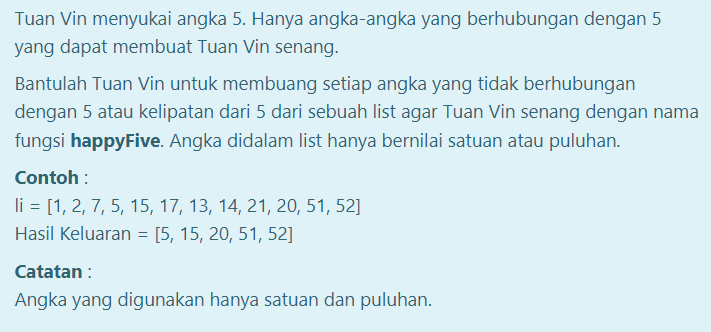 Tuan Vin menyukai angka 5. Hanya angka-angka yang berhubungan dengan 5
yang dapat membuat Tuan Vin senang.
Bantulah Tuan Vin untuk membuang setiap angka yang tidak berhubungan
dengan 5 atau kelipatan dari 5 dari sebuah list agar Tuan Vin senang dengan nama
fungsi happyFive. Angka didalam list hanya bernilai satuan atau puluhan.
Contoh :
li = [1, 2, 7, 5, 15, 17, 13, 14, 21, 20, 51, 52]
Hasil Keluaran = [5, 15, 20, 51, 52]
Catatan :
Angka yang digunakan hanya satuan dan puluhan.